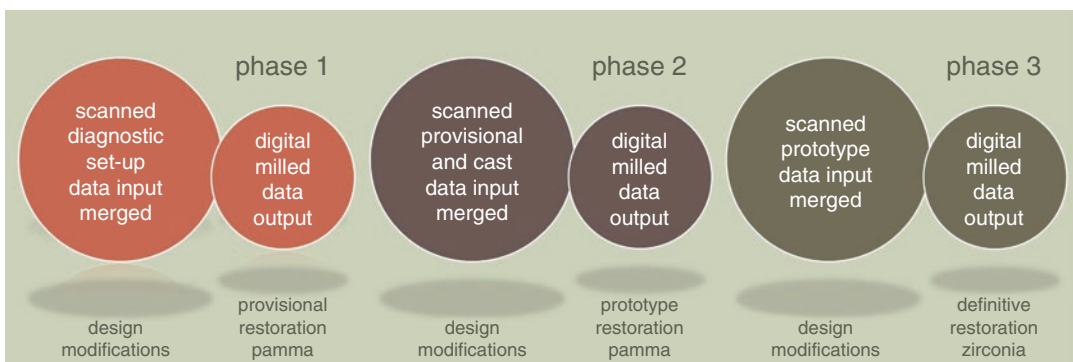 phase 1
scanned
diagnostic
set-up
data input
merged
digital
milled
data
output
design
modifications
provisional
restoration
pamma
phase 2
scanned
provisional
and cast
data input
merged
digital
milled
data
output
design
modifications
prototype
restoration
pamma
phase 3
scanned
prototype
data input
merged
digital
milled
data
output
design
modifications
definitive
restoration
zirconia